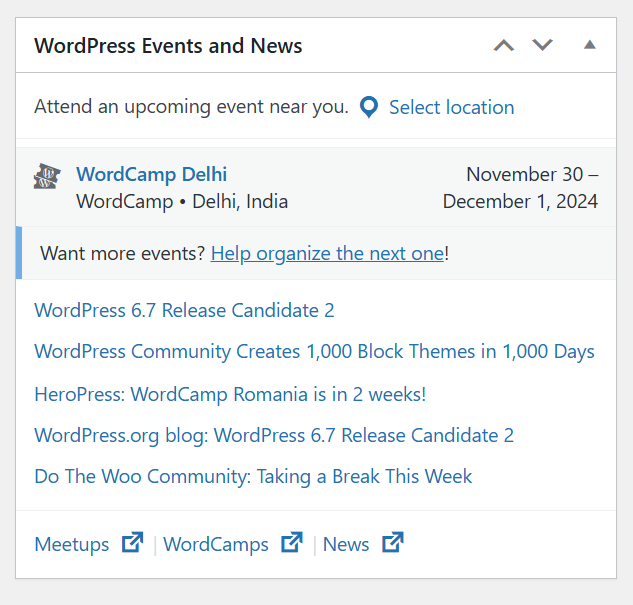 WordPress Events and News
Attend an upcoming event near you. Select location
WordCamp Delhi
WordCamp • Delhi, India
November 30 –
December 1, 2024
Want more events? Help organize the next one!
WordPress 6.7 Release Candidate 2
WordPress Community Creates 1,000 Block Themes in 1,000 Days
HeroPress: WordCamp Romania is in 2 weeks!
WordPress.org blog: WordPress 6.7 Release Candidate 2
Do The Woo Community: Taking a Break This Week
Meetups | WordCamps | News